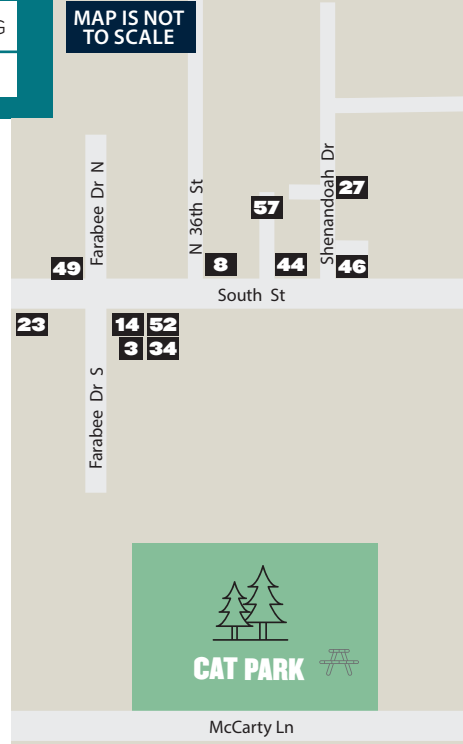 G
MAP IS NOT
TO SCALE
Farabee Dr N
N 36th St
Shenandoah Dr
27
57
49
8
44
46
South St
23
14 52
3 34
Farabee Dr S
CAT PARK
McCarty Ln